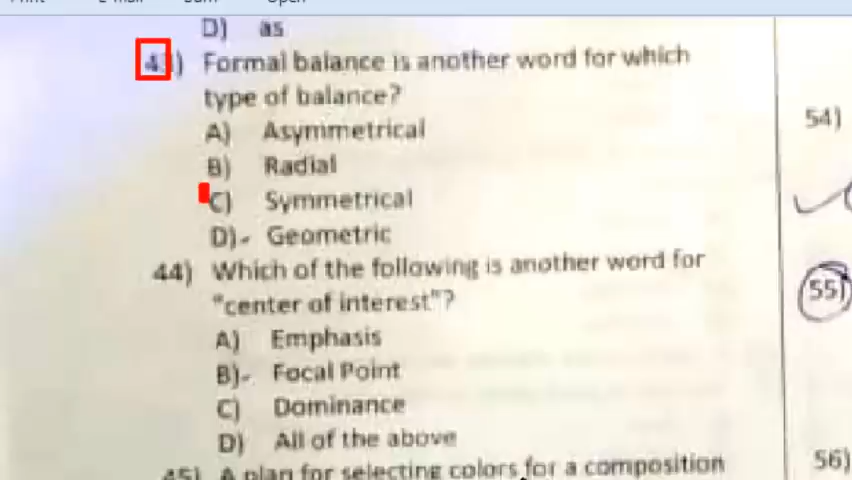 D) as
43) Formal balance is another word for which
type of balance?
A) Asymmetrical
B) Radial
C) Symmetrical
D) Geometric
44) Which of the following is another word for
"center of interest"?
A) Emphasis
B) Focal Point
C) Dominance
D) All of the above
45) A plan for selecting colors for a composition
54)
55)
56)